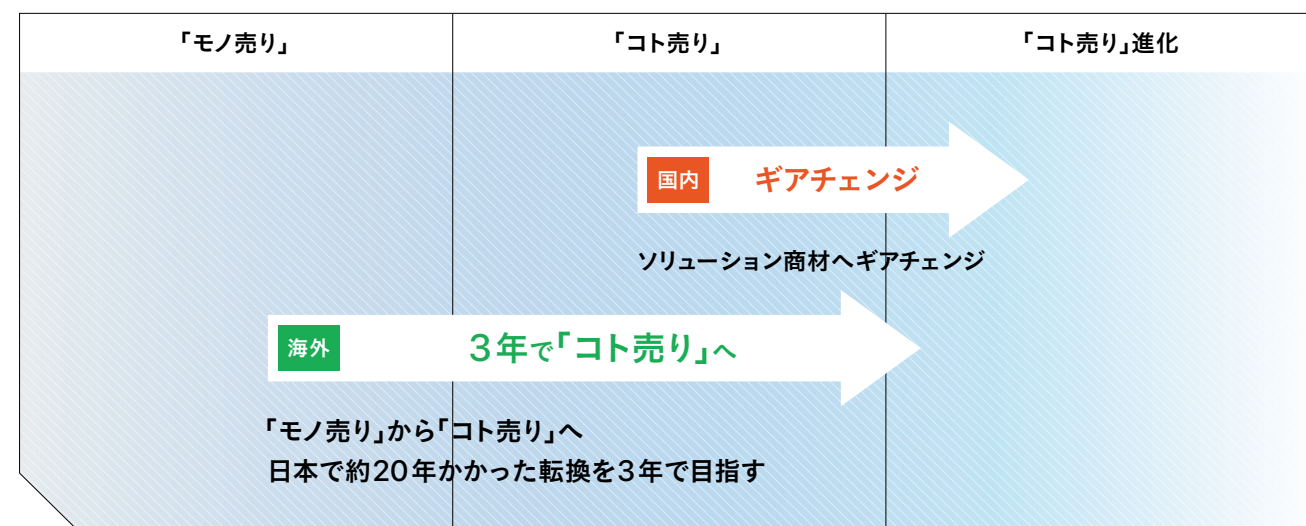 「モノ売り」
「コト売り」
「コト売り」進化
国内
ギアチェンジ
ソリューション商材へギアチェンジ
海外
3年で「コト売り」へ
「モノ売り」から「コト売り」へ
日本で約20年かかった転換を3年で目指す